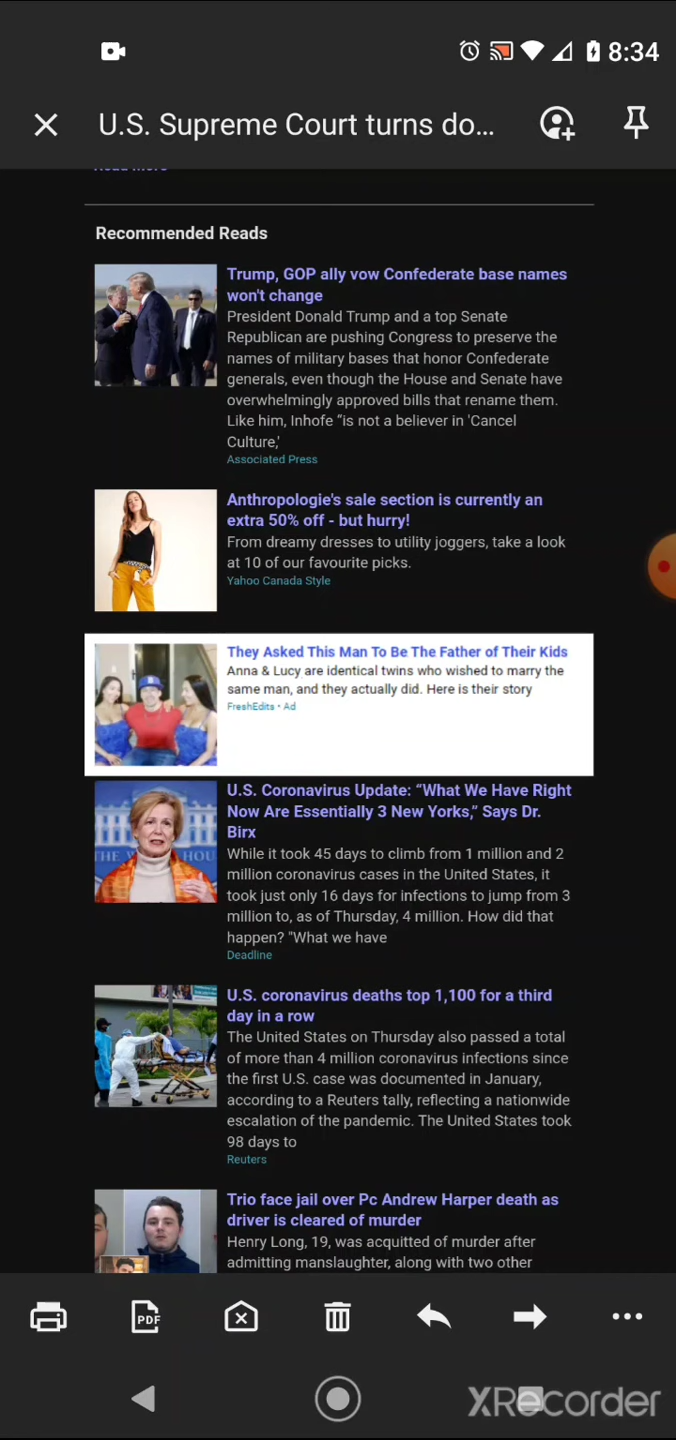 8:34
U.S. Supreme Court turns do...
Recommended Reads
Trump, GOP ally vow Confederate base names
won't change
President Donald Trump and a top Senate
Republican are pushing Congress to preserve the
names of military bases that honor Confederate
generals, even though the House and Senate have
overwhelmingly approved bills that rename them.
Like him, Inhofe “is not a believer in 'Cancel
Culture,'
Associated Press
Anthropologie's sale section is currently an
extra 50% off - but hurry!
From dreamy dresses to utility joggers, take a look
at 10 of our favourite picks.
Yahoo Canada Style
They Asked This Man To Be The Father of Their Kids
Anna & Lucy are identical twins who wished to marry the
same man, and they actually did. Here is their story
FreshEdits • Ad
U.S. Coronavirus Update: “What We Have Right
Now Are Essentially 3 New Yorks,” Says Dr.
Birx
While it took 45 days to climb from 1 million and 2
million coronavirus cases in the United States, it
took just only 16 days for infections to jump from 3
million to, as of Thursday, 4 million. How did that
happen? "What we have
Deadline
U.S. coronavirus deaths top 1,100 for a third
day in a row
The United States on Thursday also passed a total
of more than 4 million coronavirus infections since
the first U.S. case was documented in January,
according to a Reuters tally, reflecting a nationwide
escalation of the pandemic. The United States took
98 days to
Reuters
Trio face jail over Pc Andrew Harper death as
driver is cleared of murder
Henry Long, 19, was acquitted of murder after
admitting manslaughter, along with two other
PDF
XRecorder